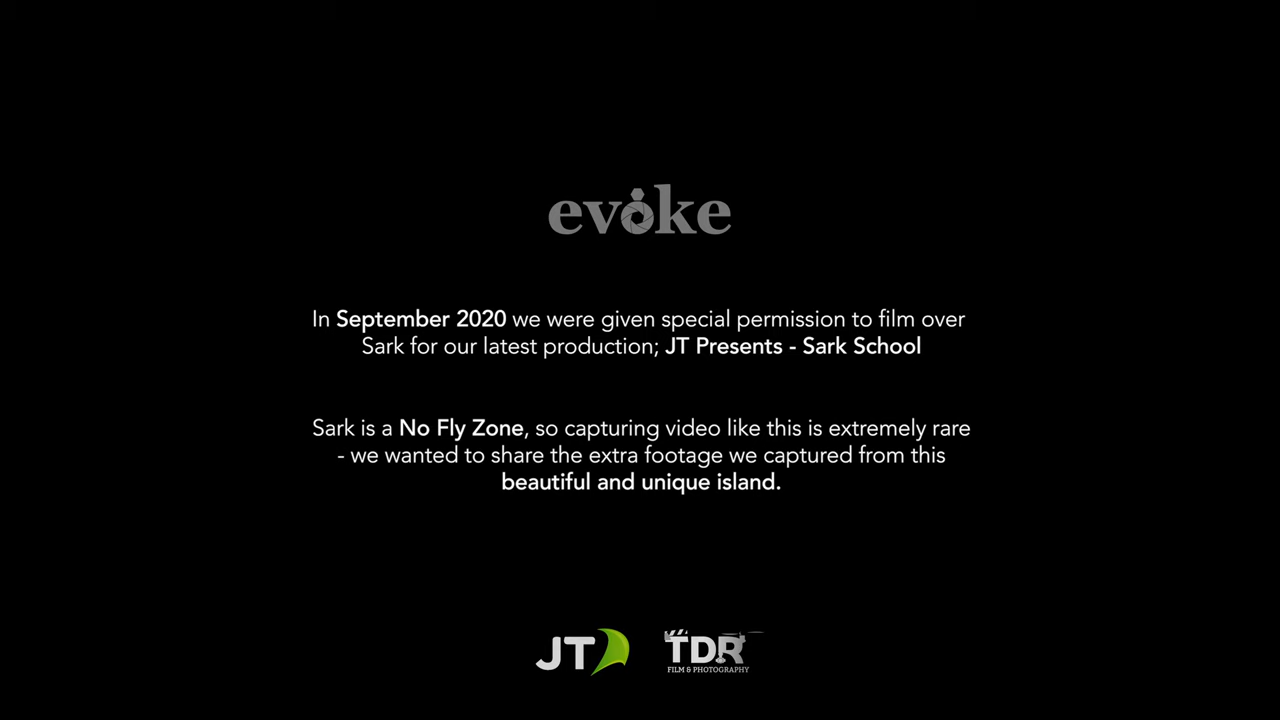 evoke
In September 2020 we were given special permission to film over
Sark for our latest production; JT Presents - Sark School
Sark is a No Fly Zone, so capturing video like this is extremely rare
- we wanted to share the extra footage we captured from this
beautiful and unique island.
JT
TDR
FILM & PHOTOGRAPHY